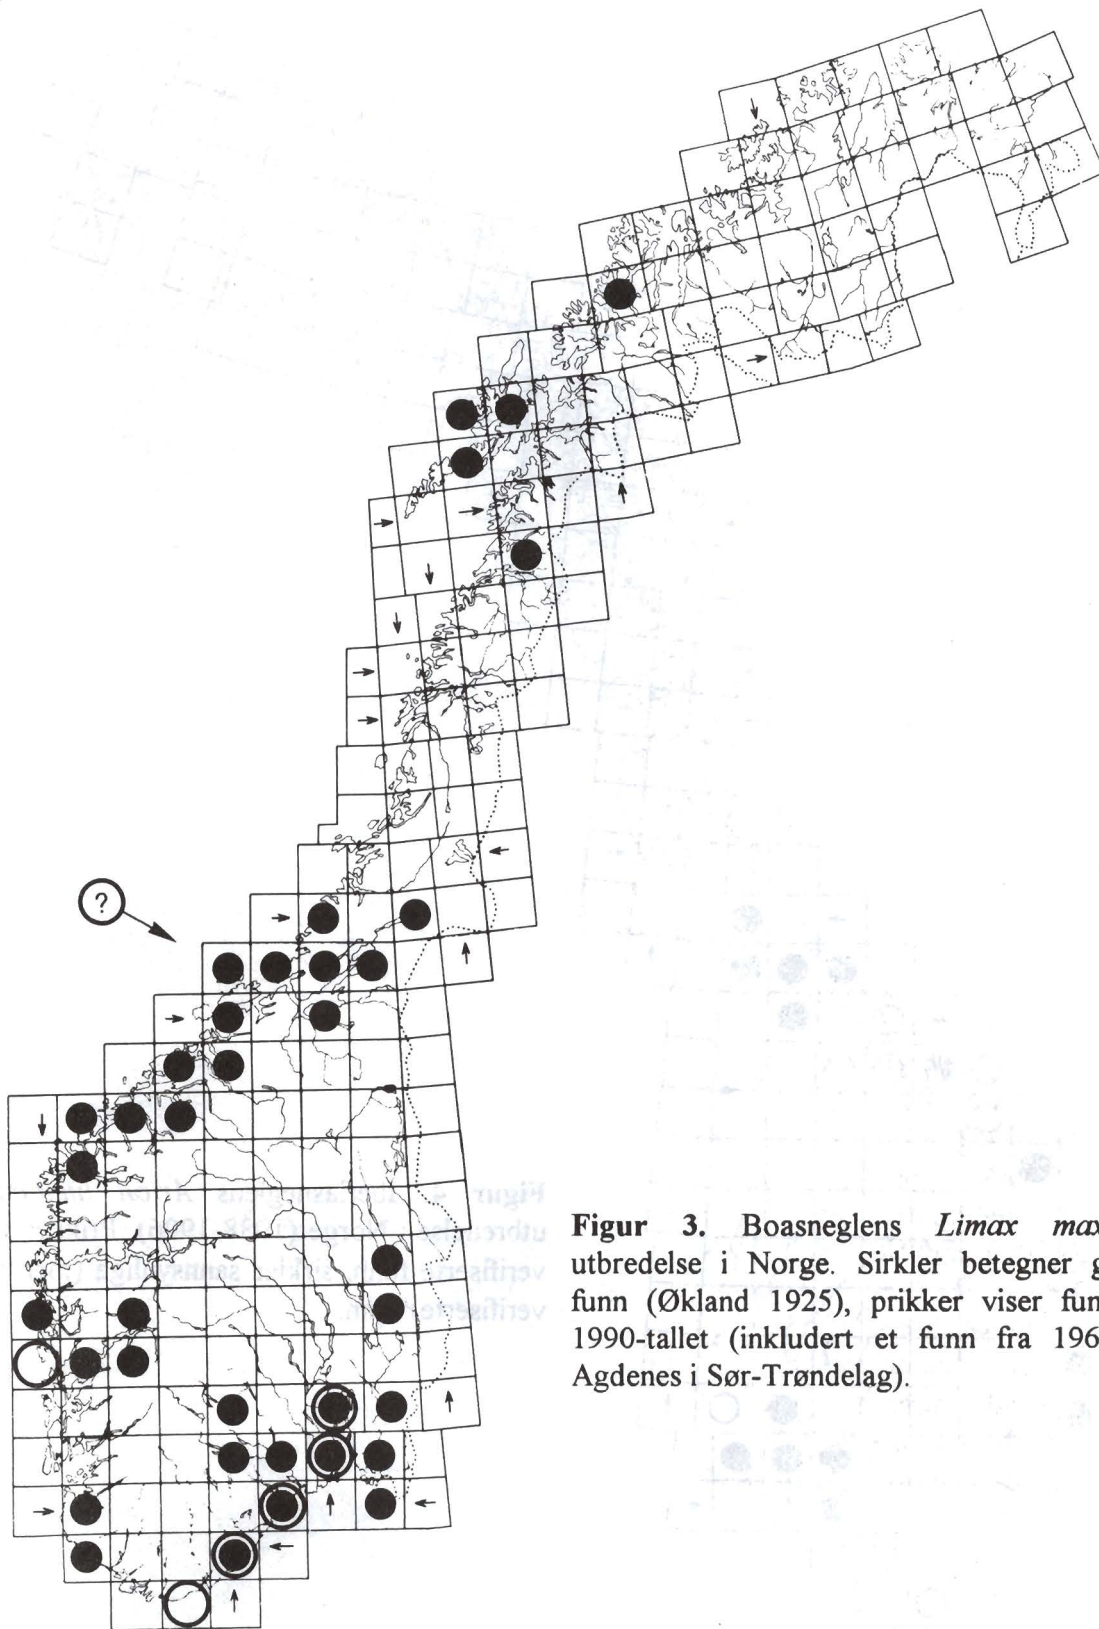 ?
Figur 3. Boasneglens Limax max
utbredelse i Norge. Sirkler betegner g
funn (Økland 1925), prikker viser fun
1990-tallet (inkludert et funn fra 196
Agdenes i Sør-Trøndelag).